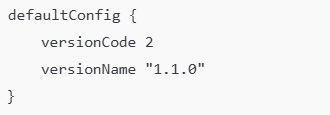 defaultConfig {
    versionCode 2
    versionName "1.1.0"
}